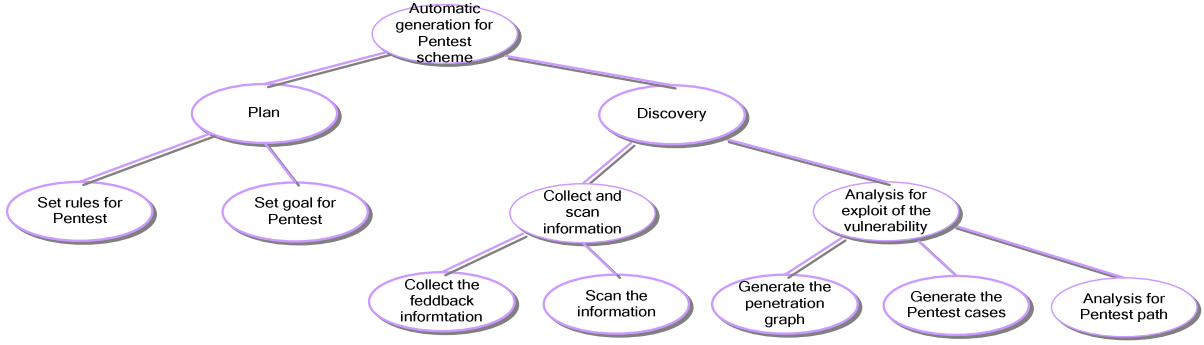 Automatic
generation for
Pentest
scheme
Plan
Discovery
Set rules for
Pentest
Set goal for
Pentest
Collect and
scan
information
Analysis for
exploit of the
vulnerability
Collect the
feddback
informtation
Scan the
information
Generate the
penetration
graph
Generate the
Pentest cases
Analysis for
Pentest path